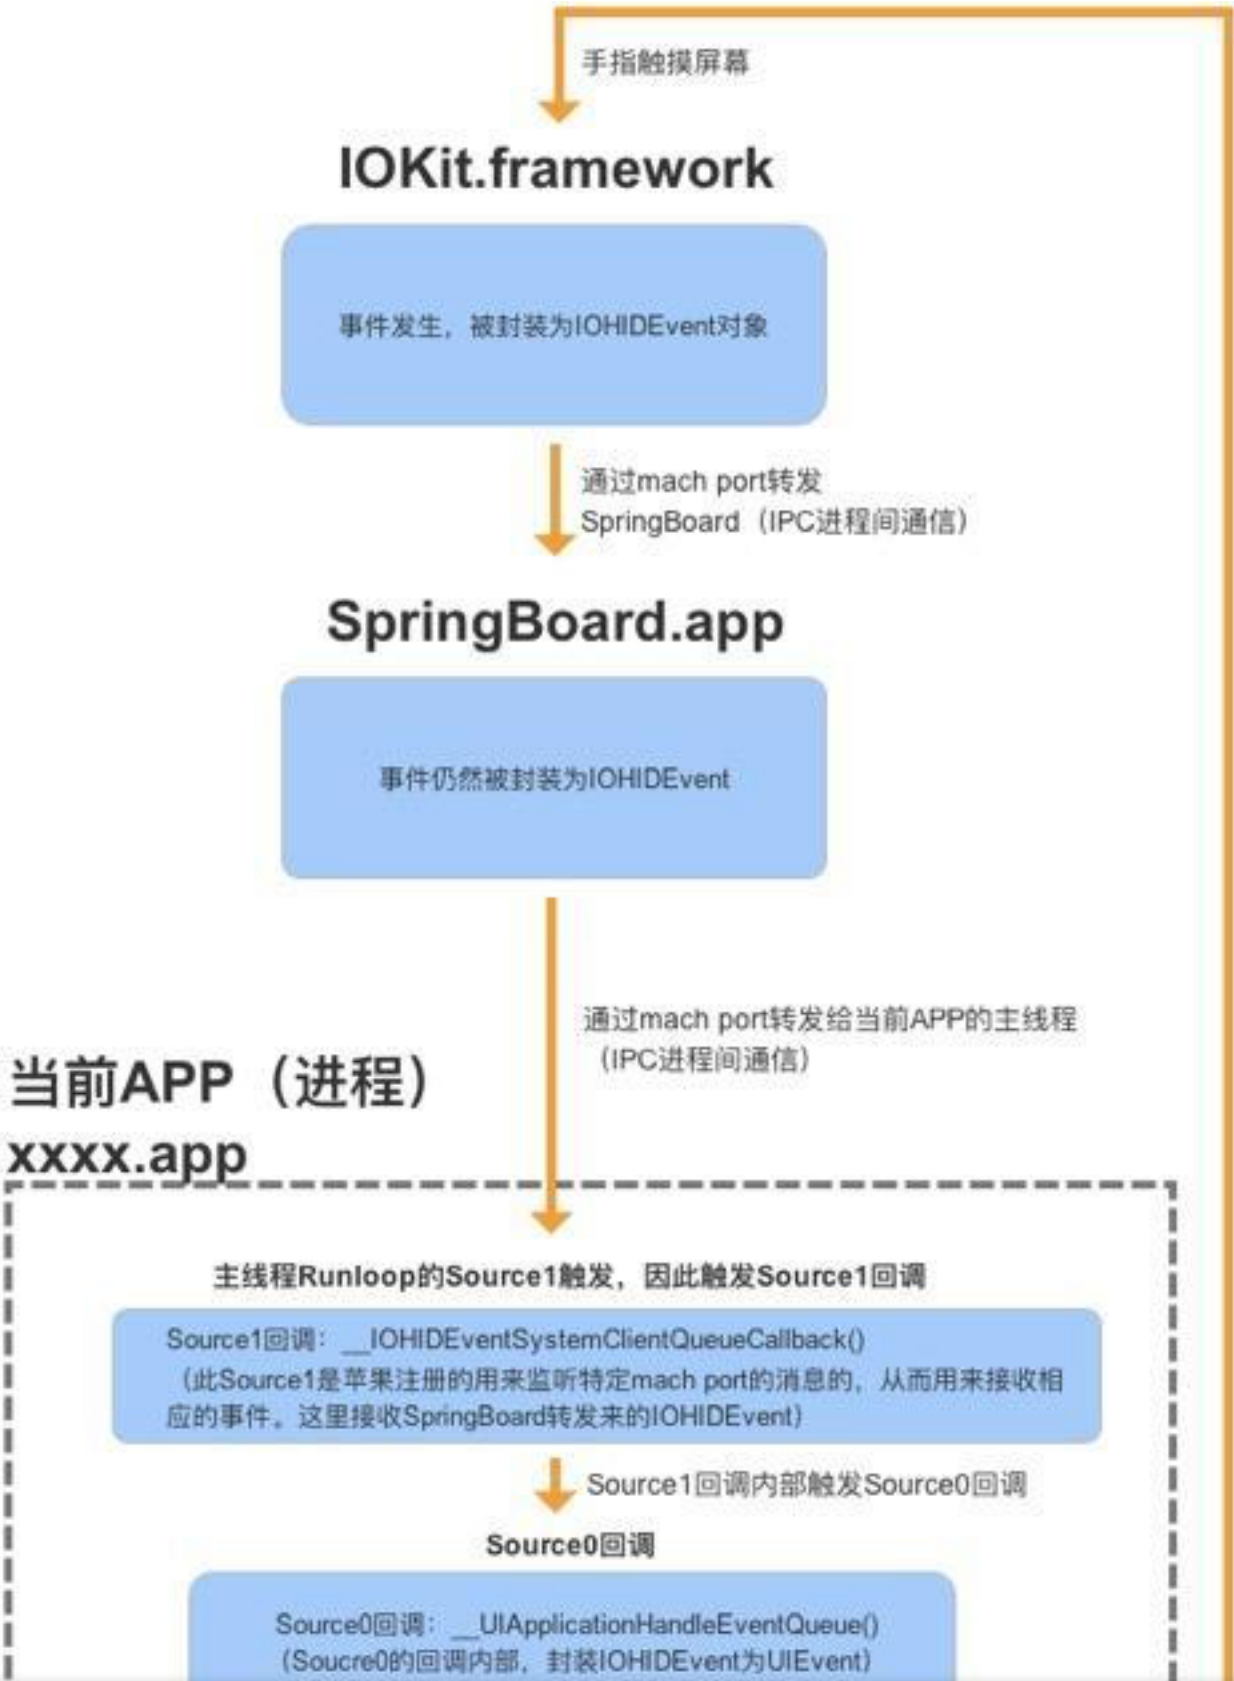 手指触摸屏幕
IOKit.framework
事件发生，被封装为IOHIDEvent对象
通过mach port转发
SpringBoard（IPC进程间通信）
SpringBoard.app
事件仍然被封装为IOHIDEvent
通过mach port转发给当前APP的主线程
（IPC进程间通信）
当前APP（进程）
xxxx.app
主线程Runloop的Source1触发，因此触发Source1回调
Source1回调：__IOHIDEventSystemClientQueueCallback()
（此Source1是苹果注册的用来监听特定mach port的消息的，从而用来接收相
应的事件。这里接收SpringBoard转发来的IOHIDEvent）
Source1回调内部触发Source0回调
Source0回调
Source0回调：__UIApplicationHandleEventQueue()
（Soucre0的回调内部，封装IOHIDEvent为UIEvent）